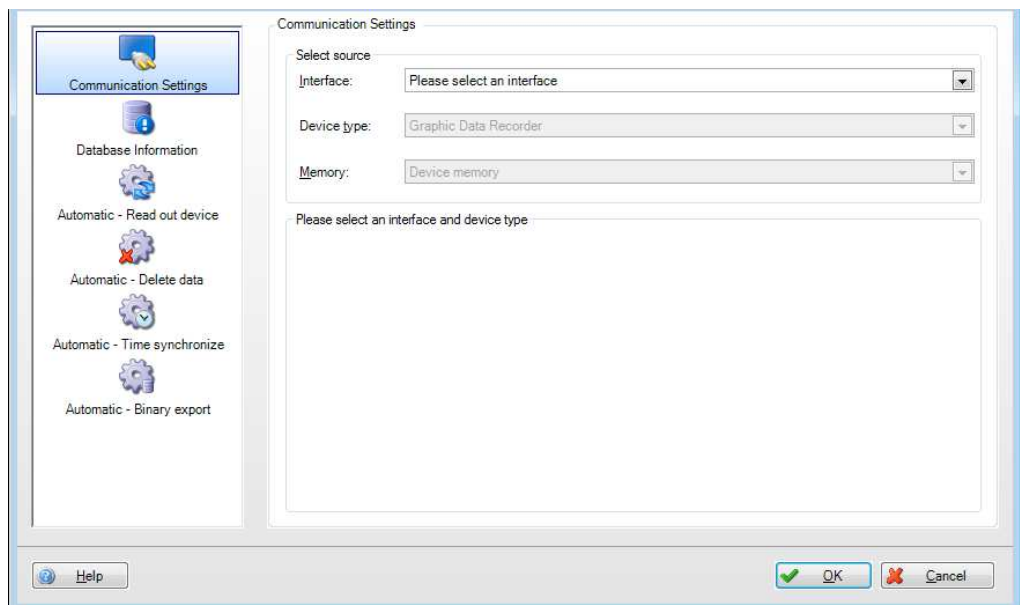 Communication Settings
Database Information
Automatic - Read out device
Automatic - Delete data
Automatic - Time synchronize
Automatic - Binary export
Communication Settings
Select source
Interface: Please select an interface
Device type: Graphic Data Recorder
Memory: Device memory
Please select an interface and device type
Help
OK
Cancel